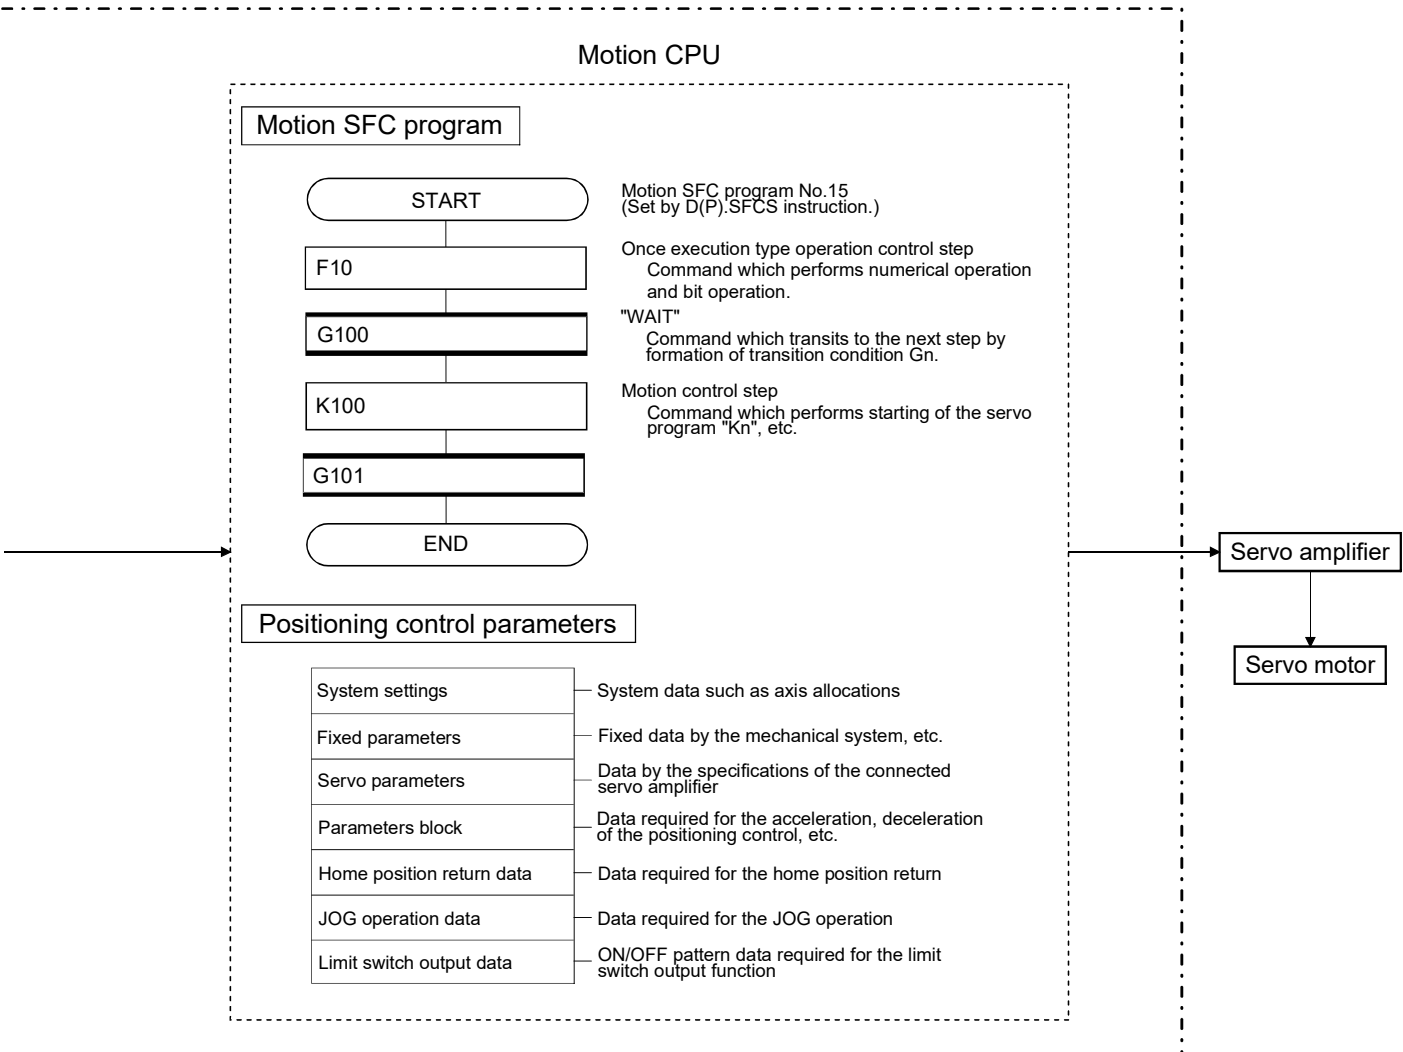 Motion CPU
Motion SFC program
START
Motion SFC program No.15
(Set by D(P).SFCS instruction.)
F10
Once execution type operation control step
Command which performs numerical operation
and bit operation.
G100
"WAIT"
Command which transits to the next step by
formation of transition condition Gn.
K100
Motion control step
Command which performs starting of the servo
program "Kn", etc.
G101
END
Servo amplifier
Servo motor
Positioning control parameters
System settings
System data such as axis allocations
Fixed parameters
Fixed data by the mechanical system, etc.
Servo parameters
Data by the specifications of the connected
servo amplifier
Parameters block
Data required for the acceleration, deceleration
of the positioning control, etc.
Home position return data
Data required for the home position return
JOG operation data
Data required for the JOG operation
Limit switch output data
ON/OFF pattern data required for the limit
switch output function